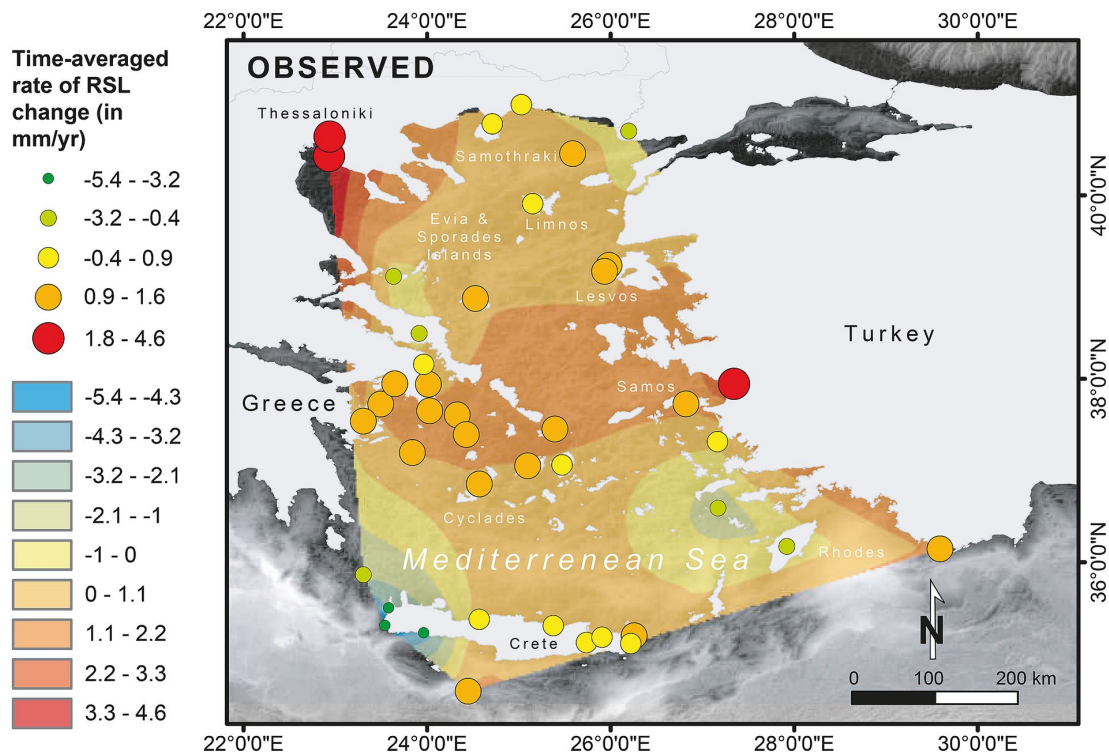 22°0'0"E 24°0'0"E 26°0'0"E 28°0'0"E 30°0'0"E
Time-averaged
rate of RSL
change (in
mm/yr)
-5.4 - -3.2
-3.2 - -0.4
-0.4 - 0.9
0.9 - 1.6
1.8 - 4.6
-5.4 - -4.3
-4.3 - -3.2
-3.2 - -2.1
-2.1 - -1
-1 - 0
0 - 1.1
1.1 - 2.2
2.2 - 3.3
3.3 - 4.6
OBSERVED
Thessaloniki
Samothraki
Evia &
Sporades
Islands
Limnos
Lesvos
Turkey
Samos
Greece
Cyclades
Mediterranean Sea
Rhodes
Crete
N
0 100 200 km
40°0'0"N
38°0'0"N
36°0'0"N
22°0'0"E 24°0'0"E 26°0'0"E 28°0'0"E 30°0'0"E